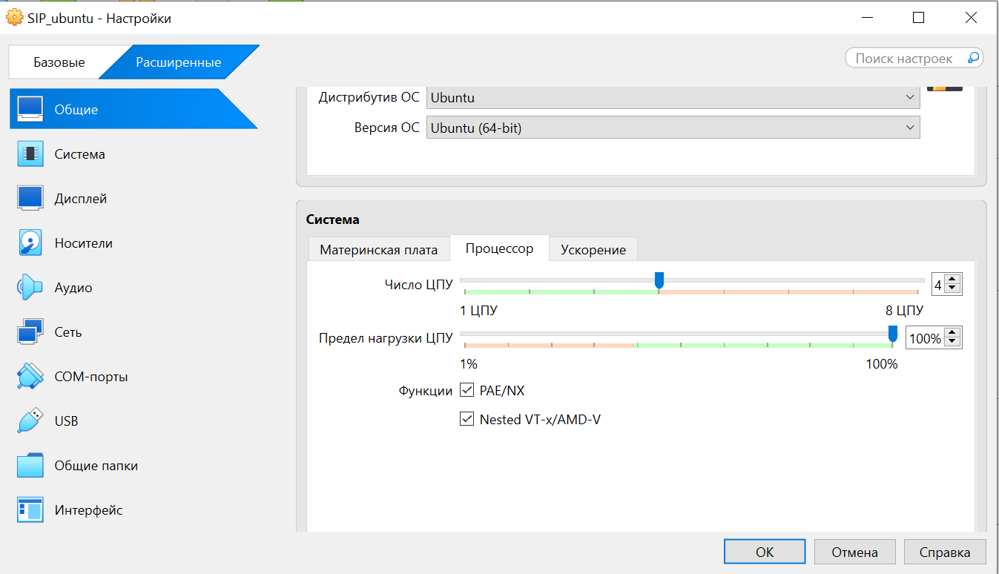 SIP_ubuntu - Настройки
Базовые
Расширенные
Поиск настроек
Общие
Система
Дисплей
Носители
Аудио
Сеть
COM-порты
USB
Общие папки
Интерфейс
Дистрибутив ОС Ubuntu
Версия ОС Ubuntu (64-bit)
Система
Материнская плата Процессор Ускорение
Число ЦПУ 4
1 ЦПУ 8 ЦПУ
Предел нагрузки ЦПУ 100%
1% 100%
Функции PAE/NX
Nested VT-x/AMD-V
OK Отмена Справка